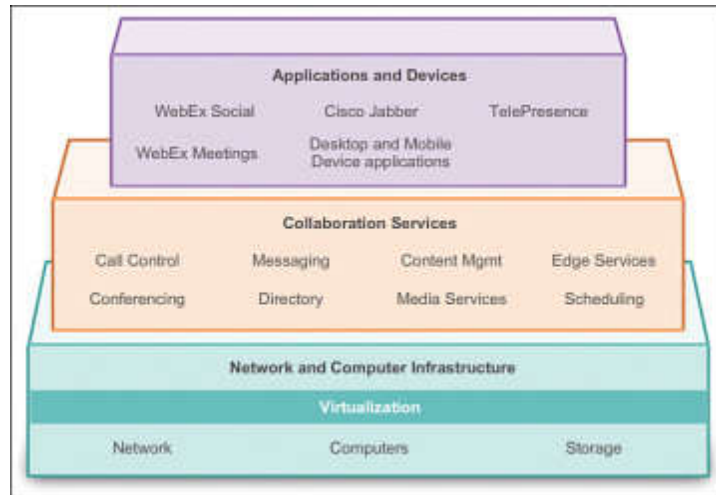 Applications and Devices
WebEx Social Cisco Jabber TelePresence
WebEx Meetings Desktop and Mobile
Device applications
Collaboration Services
Call Control Messaging Content Mgmt Edge Services
Conferencing Directory Media Services Scheduling
Network and Computer Infrastructure
Virtualization
Network Computers Storage